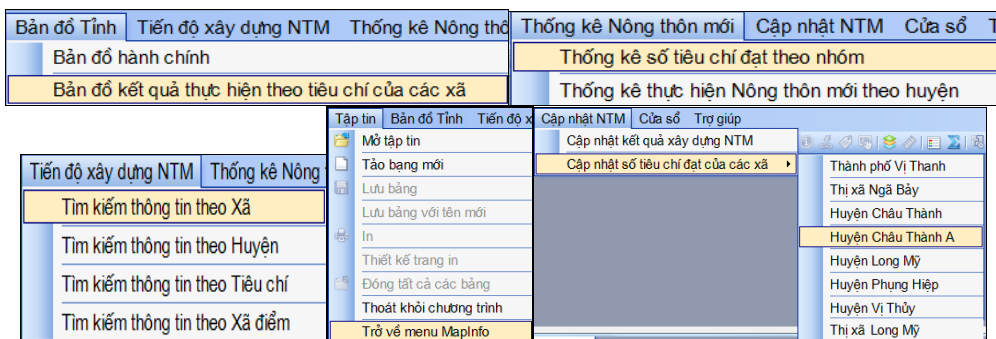 Bản đồ Tỉnh Tiến độ xây dựng NTM Thống kê Nông thô
Bản đồ hành chính
Bản đồ kết quả thực hiện theo tiêu chí của các xã
Thống kê Nông thôn mới Cập nhật NTM Cửa sổ T
Thống kê số tiêu chí đạt theo nhóm
Thống kê thực hiện Nông thôn mới theo huyện
Tiến độ xây dựng NTM Thống kê Nông
Tìm kiếm thông tin theo Xã
Tìm kiếm thông tin theo Huyện
Tìm kiếm thông tin theo Tiêu chí
Tìm kiếm thông tin theo Xã điểm
Tập tin Bản đồ Tỉnh Tiến độ x
Mở tập tin
Tảo bạng mới
Lưu bảng
Lưu bảng với tên mới
In
Thiết kế trang in
Đóng tất cả các bảng
Thoát khỏi chương trình
Trở về menu MapInfo
Cập nhật NTM Cửa sổ Trợ giúp
Cập nhật kết quả xây dựng NTM
Cập nhật số tiêu chí đạt của các xã
Thành phố Vị Thanh
Thị xã Ngã Bảy
Huyện Châu Thành
Huyện Châu Thành A
Huyện Long Mỹ
Huyện Phụng Hiệp
Huyện Vị Thủy
Thị xã Long Mỹ